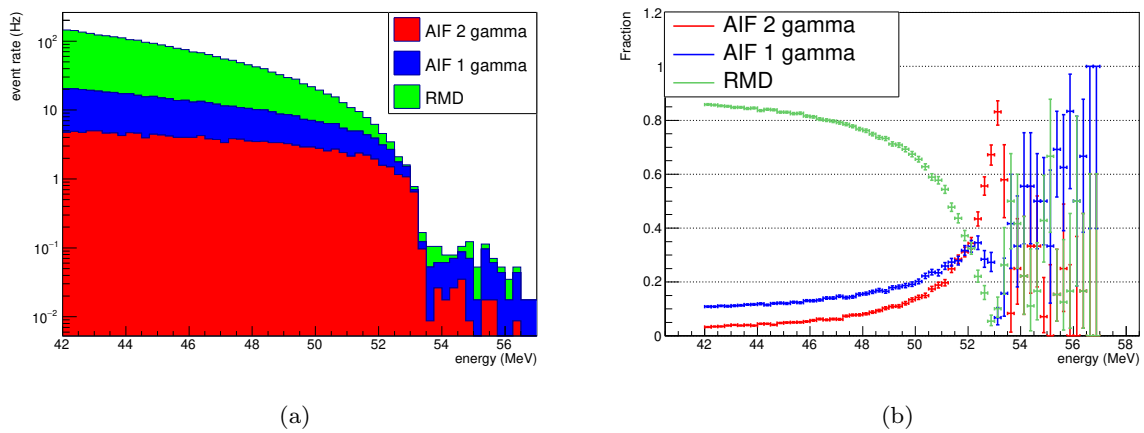 event rate (Hz)
10²
10
1
10⁻¹
10⁻²
AIF 2 gamma
AIF 1 gamma
RMD
42 44 46 48 50 52 54 56
energy (MeV)
(a)
Fraction
1.2
1
0.8
0.6
0.4
0.2
0
AIF 2 gamma
AIF 1 gamma
RMD
42 44 46 48 50 52 54 56 58
energy (MeV)
(b)